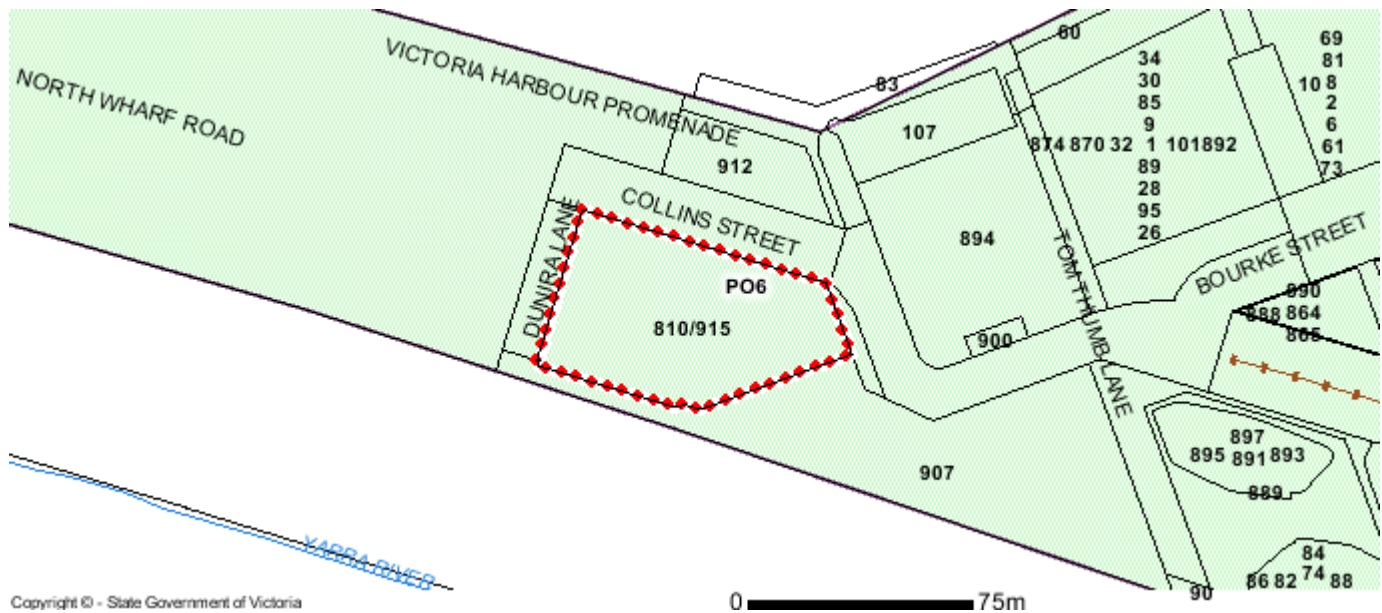 NORTH WHARF ROAD
VICTORIA HARBOUR PROMENADE
83
60
107
912
DUNIRA LANE
COLLINS STREET
PO6
810/915
894
900
TOM THUMB LANE
34
30
85
9
874 870 32 1 101892
89
28
95
26
69
81
10 8
2
6
61
73
BOURKE STREET
890
888 864
865
907
897
895 891 893
889
84
86 82 74 88
90
YARRA RIVER
Copyright © - State Government of Victoria
0 75m